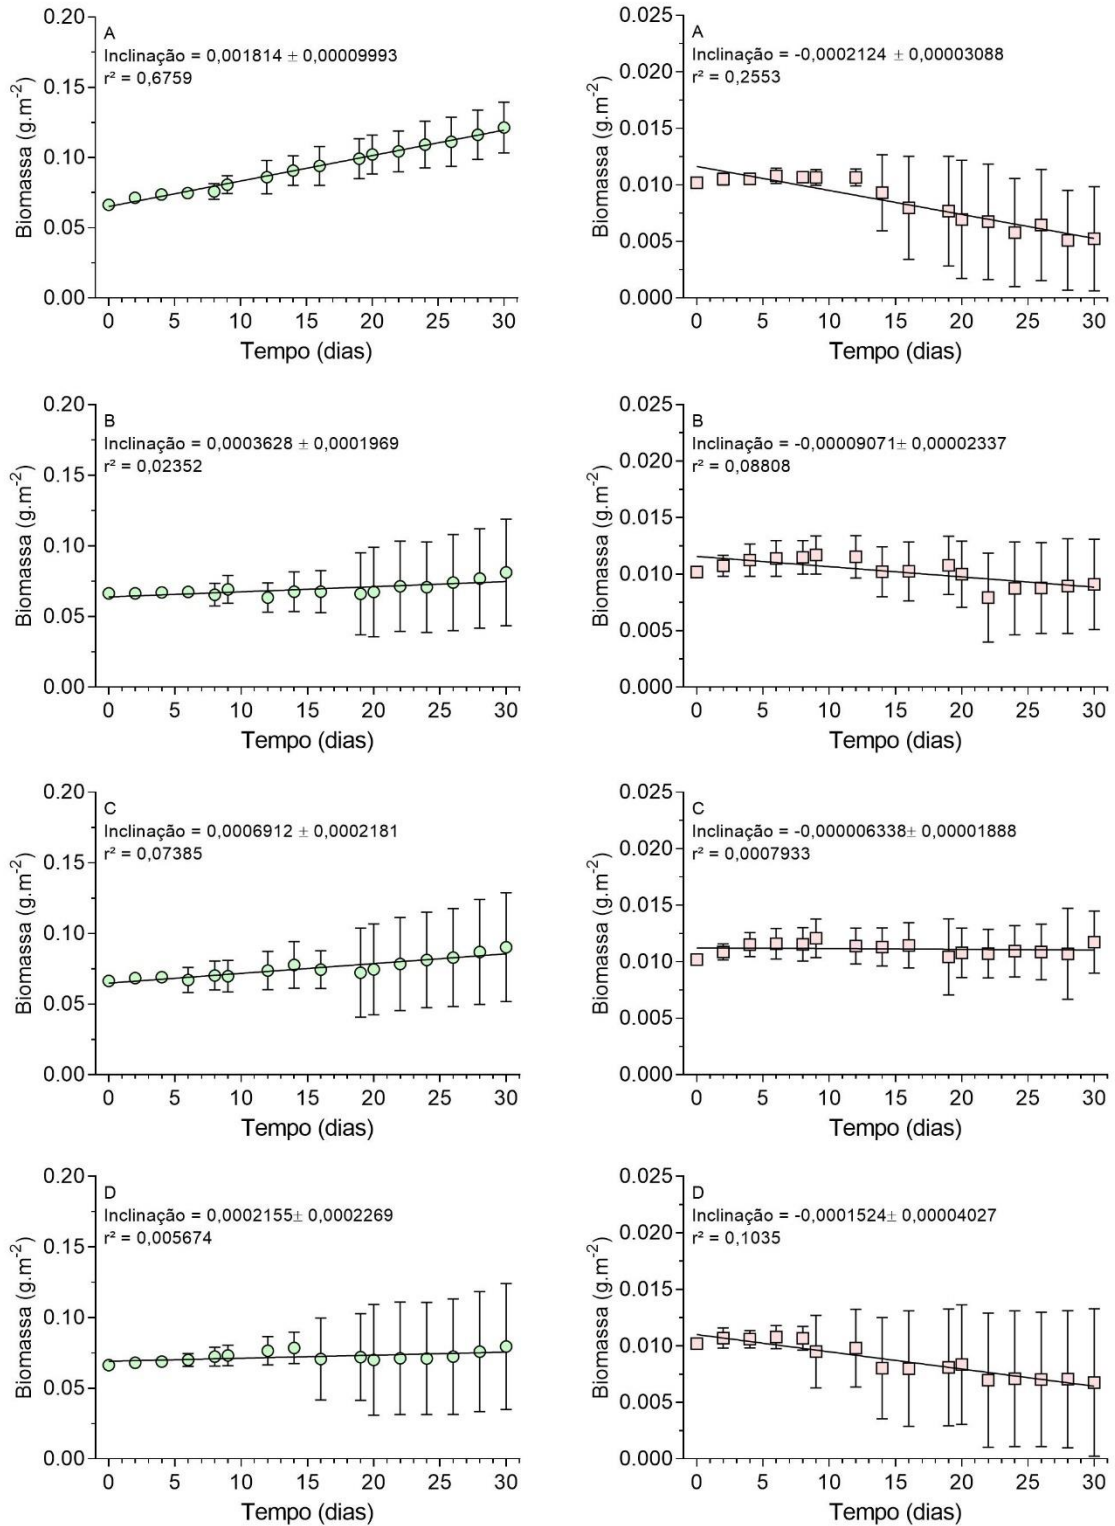 A
Inclinação = 0,001814 ± 0,00009993
r² = 0,6759
0.20
0.15
0.10
0.05
0.00
Biomassa (g.m-2)
0 5 10 15 20 25 30
Tempo (dias)
A
Inclinação = -0,0002124 ± 0,00003088
r² = 0,2553
0.025
0.020
0.015
0.010
0.005
0.000
Biomassa (g.m-2)
0 5 10 15 20 25 30
Tempo (dias)
B
Inclinação = 0,0003628 ± 0,0001969
r² = 0,02352
0.20
0.15
0.10
0.05
0.00
Biomassa (g.m-2)
0 5 10 15 20 25 30
Tempo (dias)
B
Inclinação = -0,00009071± 0,00002337
r² = 0,08808
0.025
0.020
0.015
0.010
0.005
0.000
Biomassa (g.m-2)
0 5 10 15 20 25 30
Tempo (dias)
C
Inclinação = 0,0006912 ± 0,0002181
r² = 0,07385
0.20
0.15
0.10
0.05
0.00
Biomassa (g.m-2)
0 5 10 15 20 25 30
Tempo (dias)
C
Inclinação = -0,000006338± 0,00001888
r² = 0,0007933
0.025
0.020
0.015
0.010
0.005
0.000
Biomassa (g.m-2)
0 5 10 15 20 25 30
Tempo (dias)
D
Inclinação = 0,0002155± 0,0002269
r² = 0,005674
0.20
0.15
0.10
0.05
0.00
Biomassa (g.m-2)
0 5 10 15 20 25 30
Tempo (dias)
D
Inclinação = -0,0001524± 0,00004027
r² = 0,1035
0.025
0.020
0.015
0.010
0.005
0.000
Biomassa (g.m-2)
0 5 10 15 20 25 30
Tempo (dias)